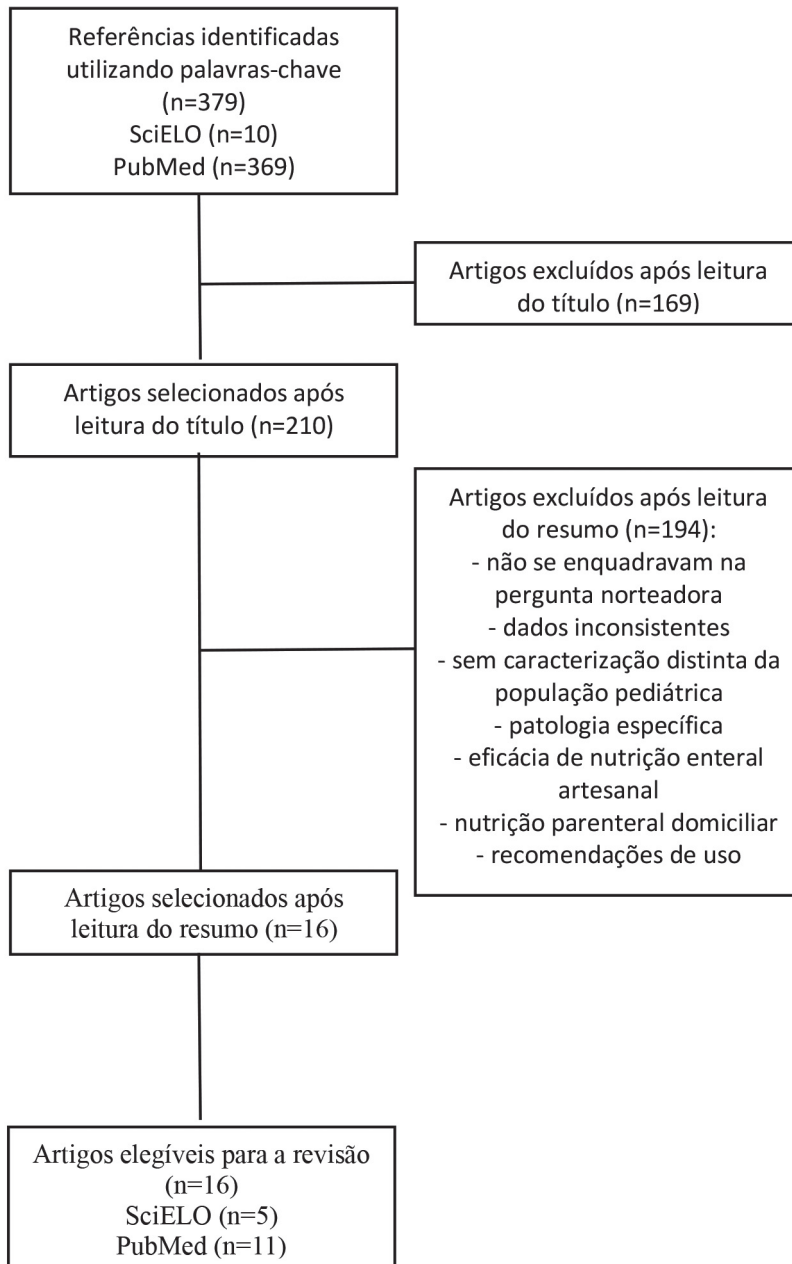 Referências identificadas
utilizando palavras-chave
(n=379)
SciELO (n=10)
PubMed (n=369)
Artigos excluídos após leitura
do título (n=169)
Artigos selecionados após
leitura do título (n=210)
Artigos excluídos após leitura
do resumo (n=194):
- não se enquadravam na
pergunta norteadora
- dados inconsistentes
- sem caracterização distinta da
população pediátrica
- patologia específica
- eficácia de nutrição enteral
artesanal
- nutrição parenteral domiciliar
- recomendações de uso
Artigos selecionados após
leitura do resumo (n=16)
Artigos elegíveis para a revisão
(n=16)
SciELO (n=5)
PubMed (n=11)